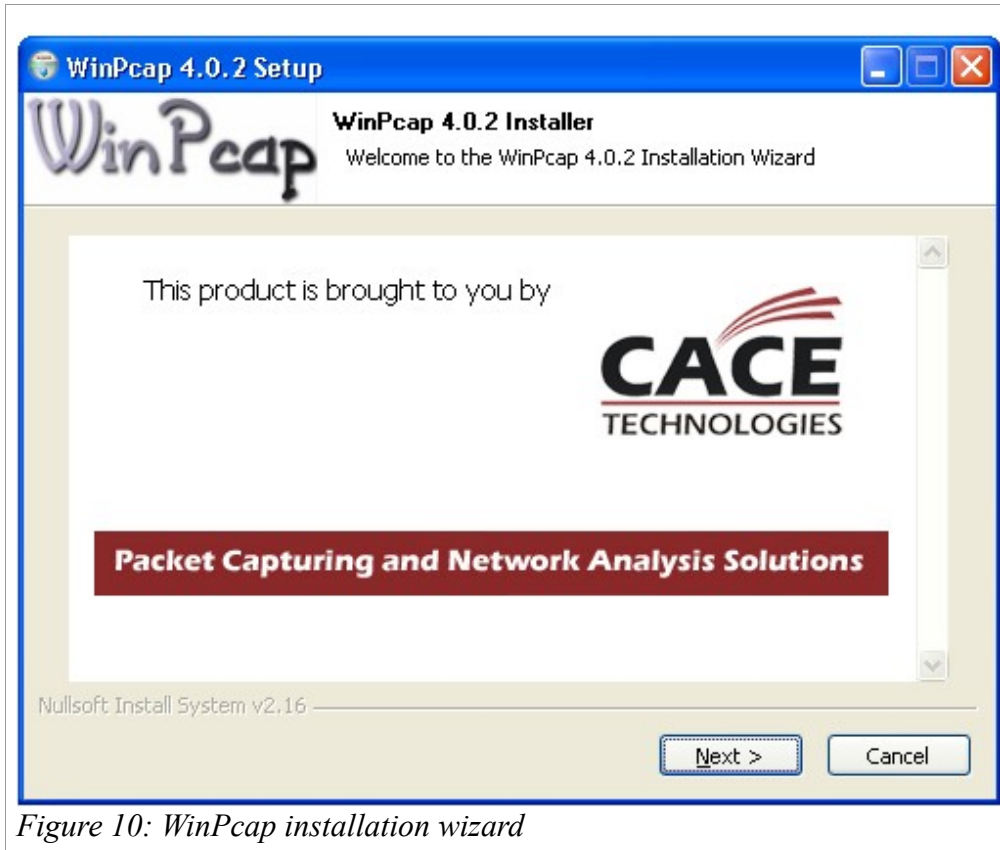 WinPcap 4.0.2 Setup
WinPcap
WinPcap 4.0.2 Installer
Welcome to the WinPcap 4.0.2 Installation Wizard
This product is brought to you by
CACE
TECHNOLOGIES
Packet Capturing and Network Analysis Solutions
Nullsoft Install System v2.16
Next >
Cancel
Figure 10: WinPcap installation wizard